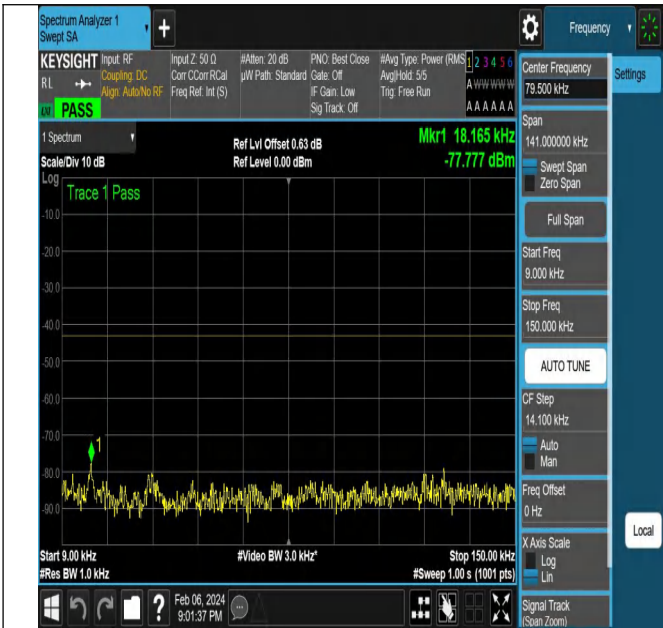 Spectrum Analyzer 1
Swept SA
+
Frequency
KEYSIGHT
RL
PASS
Input: RF
Coupling: DC
Align: Auto/No RF
Input Z: 50 Ω
Corr CCorr RCal
Freq Ref: Int (S)
#Atten: 20 dB
µW Path: Standard
PNO: Best Close
Gate: Off
IF Gain: Low
Sig Track: Off
#Avg Type: Power (RMS
Avg|Hold: 5/5
Trig: Free Run
1 2 3 4 5 6
A W W W W W
A A A A A A
1 Spectrum
Scale/Div 10 dB
Log
Ref Lvl Offset 0.63 dB
Ref Level 0.00 dBm
Mkr1 18.165 kHz
-77.777 dBm
Trace 1 Pass
-10.0
-20.0
-30.0
-40.0
-50.0
-60.0
-70.0
-80.0
-90.0
1
Start 9.00 kHz
#Res BW 1.0 kHz
#Video BW 3.0 kHz*
Stop 150.00 kHz
#Sweep 1.00 s (1001 pts)
Feb 06, 2024
9:01:37 PM
?
Center Frequency
79.500 kHz
Settings
Span
141.000000 kHz
Swept Span
Zero Span
Full Span
Start Freq
9.000 kHz
Stop Freq
150.000 kHz
AUTO TUNE
CF Step
14.100 kHz
Auto
Man
Freq Offset
0 Hz
X Axis Scale
Log
Lin
Local
Signal Track
(Span Zoom)